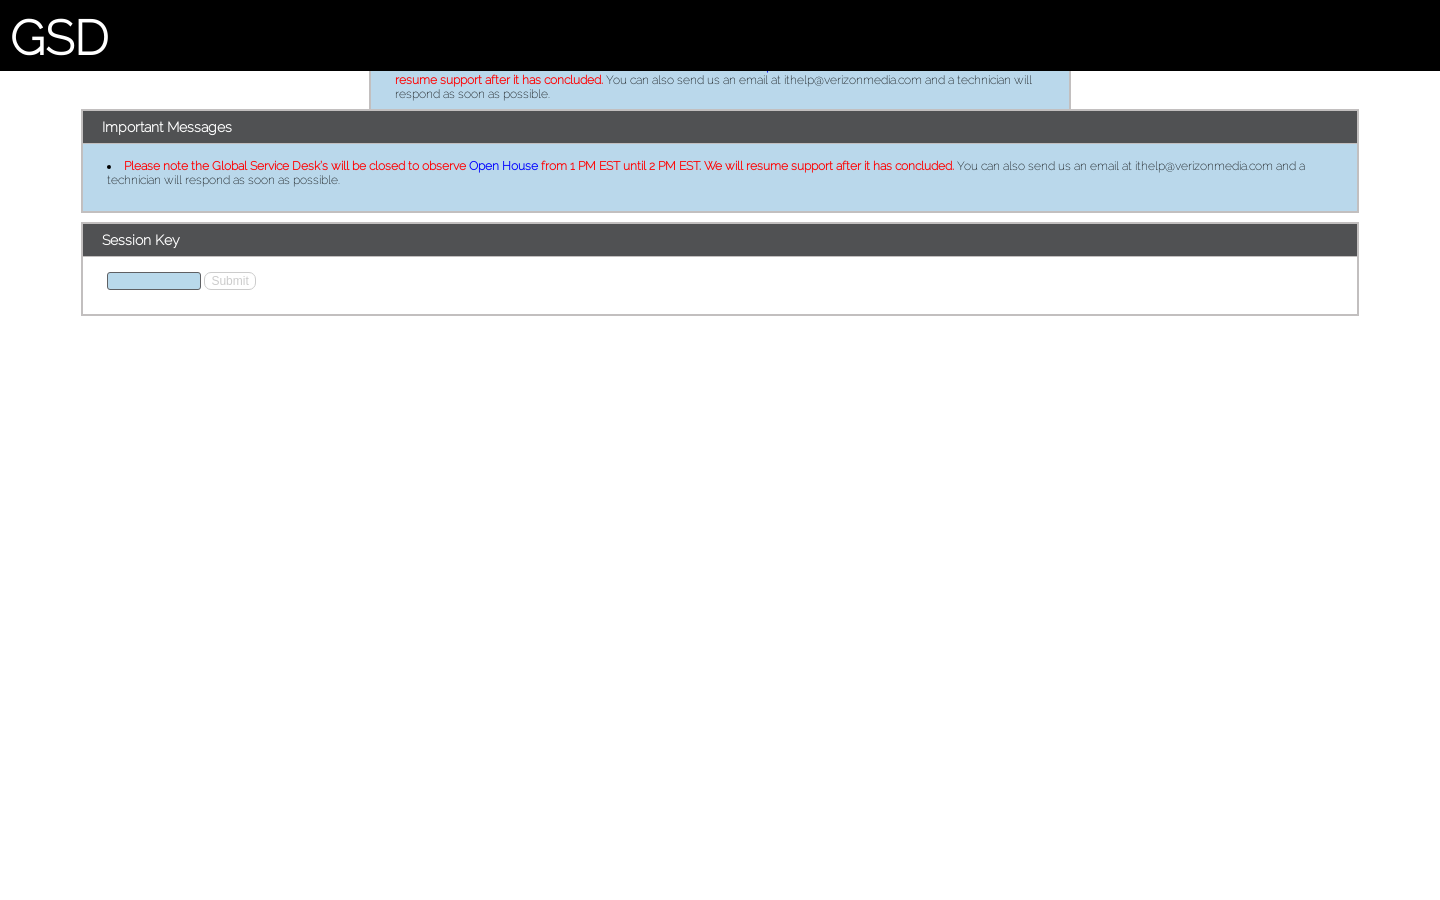 GSD
resume support after it has concluded. You can also send us an email at ithelp@verizonmedia.com and a technician will
respond as soon as possible.
Important Messages
• Please note the Global Service Desk's will be closed to observe Open House from 1 PM EST until 2 PM EST. We will resume support after it has concluded. You can also send us an email at ithelp@verizonmedia.com and a
technician will respond as soon as possible.
Session Key
Submit